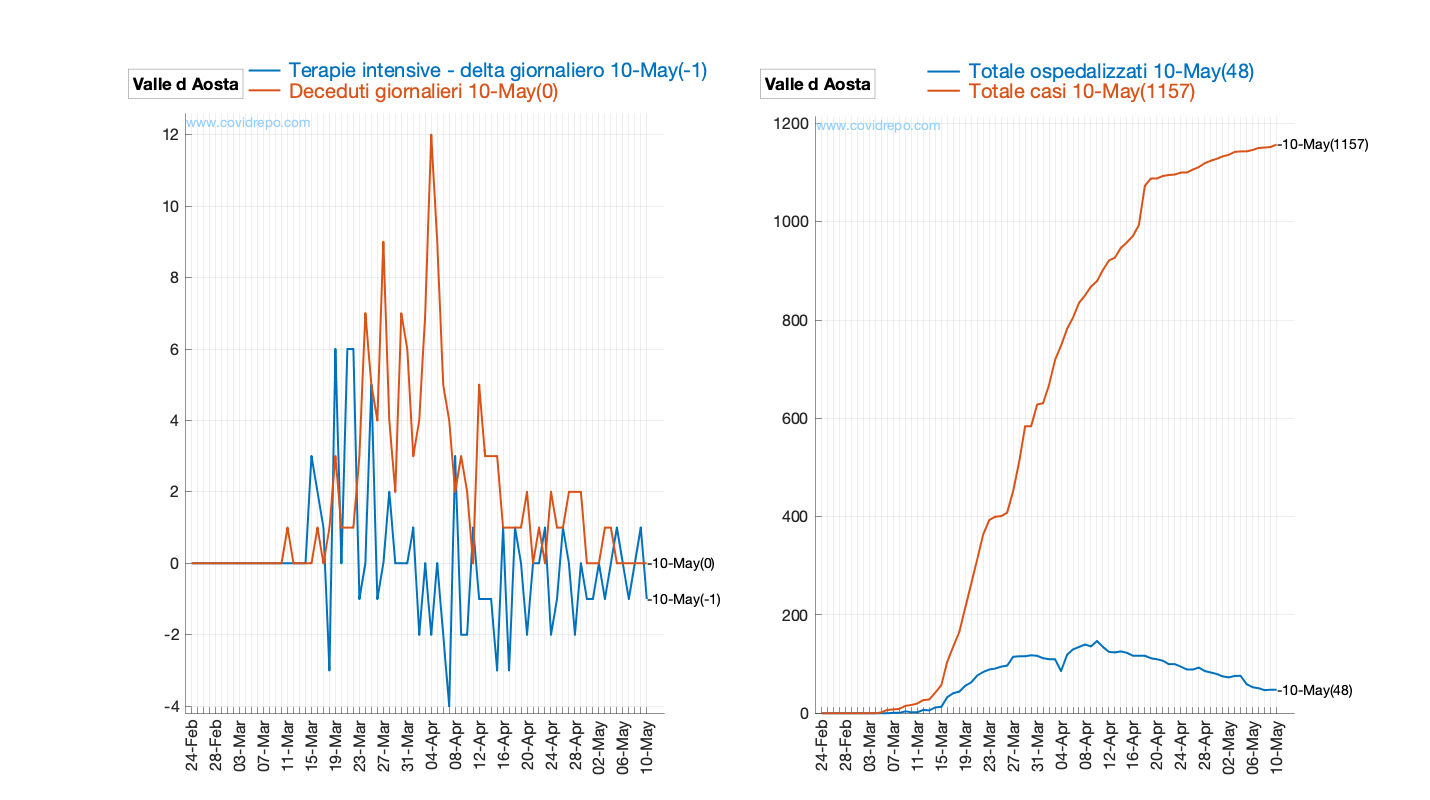 Valle d Aosta
Terapie intensive - delta giornaliero 10-May(-1)
Deceduti giornalieri 10-May(0)
www.covidrepo.com
12
10
8
6
4
2
0
-2
-4
-10-May(0)
-10-May(-1)
24-Feb
28-Feb
03-Mar
07-Mar
11-Mar
15-Mar
19-Mar
23-Mar
27-Mar
31-Mar
04-Apr
08-Apr
12-Apr
16-Apr
20-Apr
24-Apr
28-Apr
02-May
06-May
10-May
Valle d Aosta
Totale ospedalizzati 10-May(48)
Totale casi 10-May(1157)
www.covidrepo.com
1200
1000
800
600
400
200
0
-10-May(1157)
-10-May(48)
24-Feb
28-Feb
03-Mar
07-Mar
11-Mar
15-Mar
19-Mar
23-Mar
27-Mar
31-Mar
04-Apr
08-Apr
12-Apr
16-Apr
20-Apr
24-Apr
28-Apr
02-May
06-May
10-May